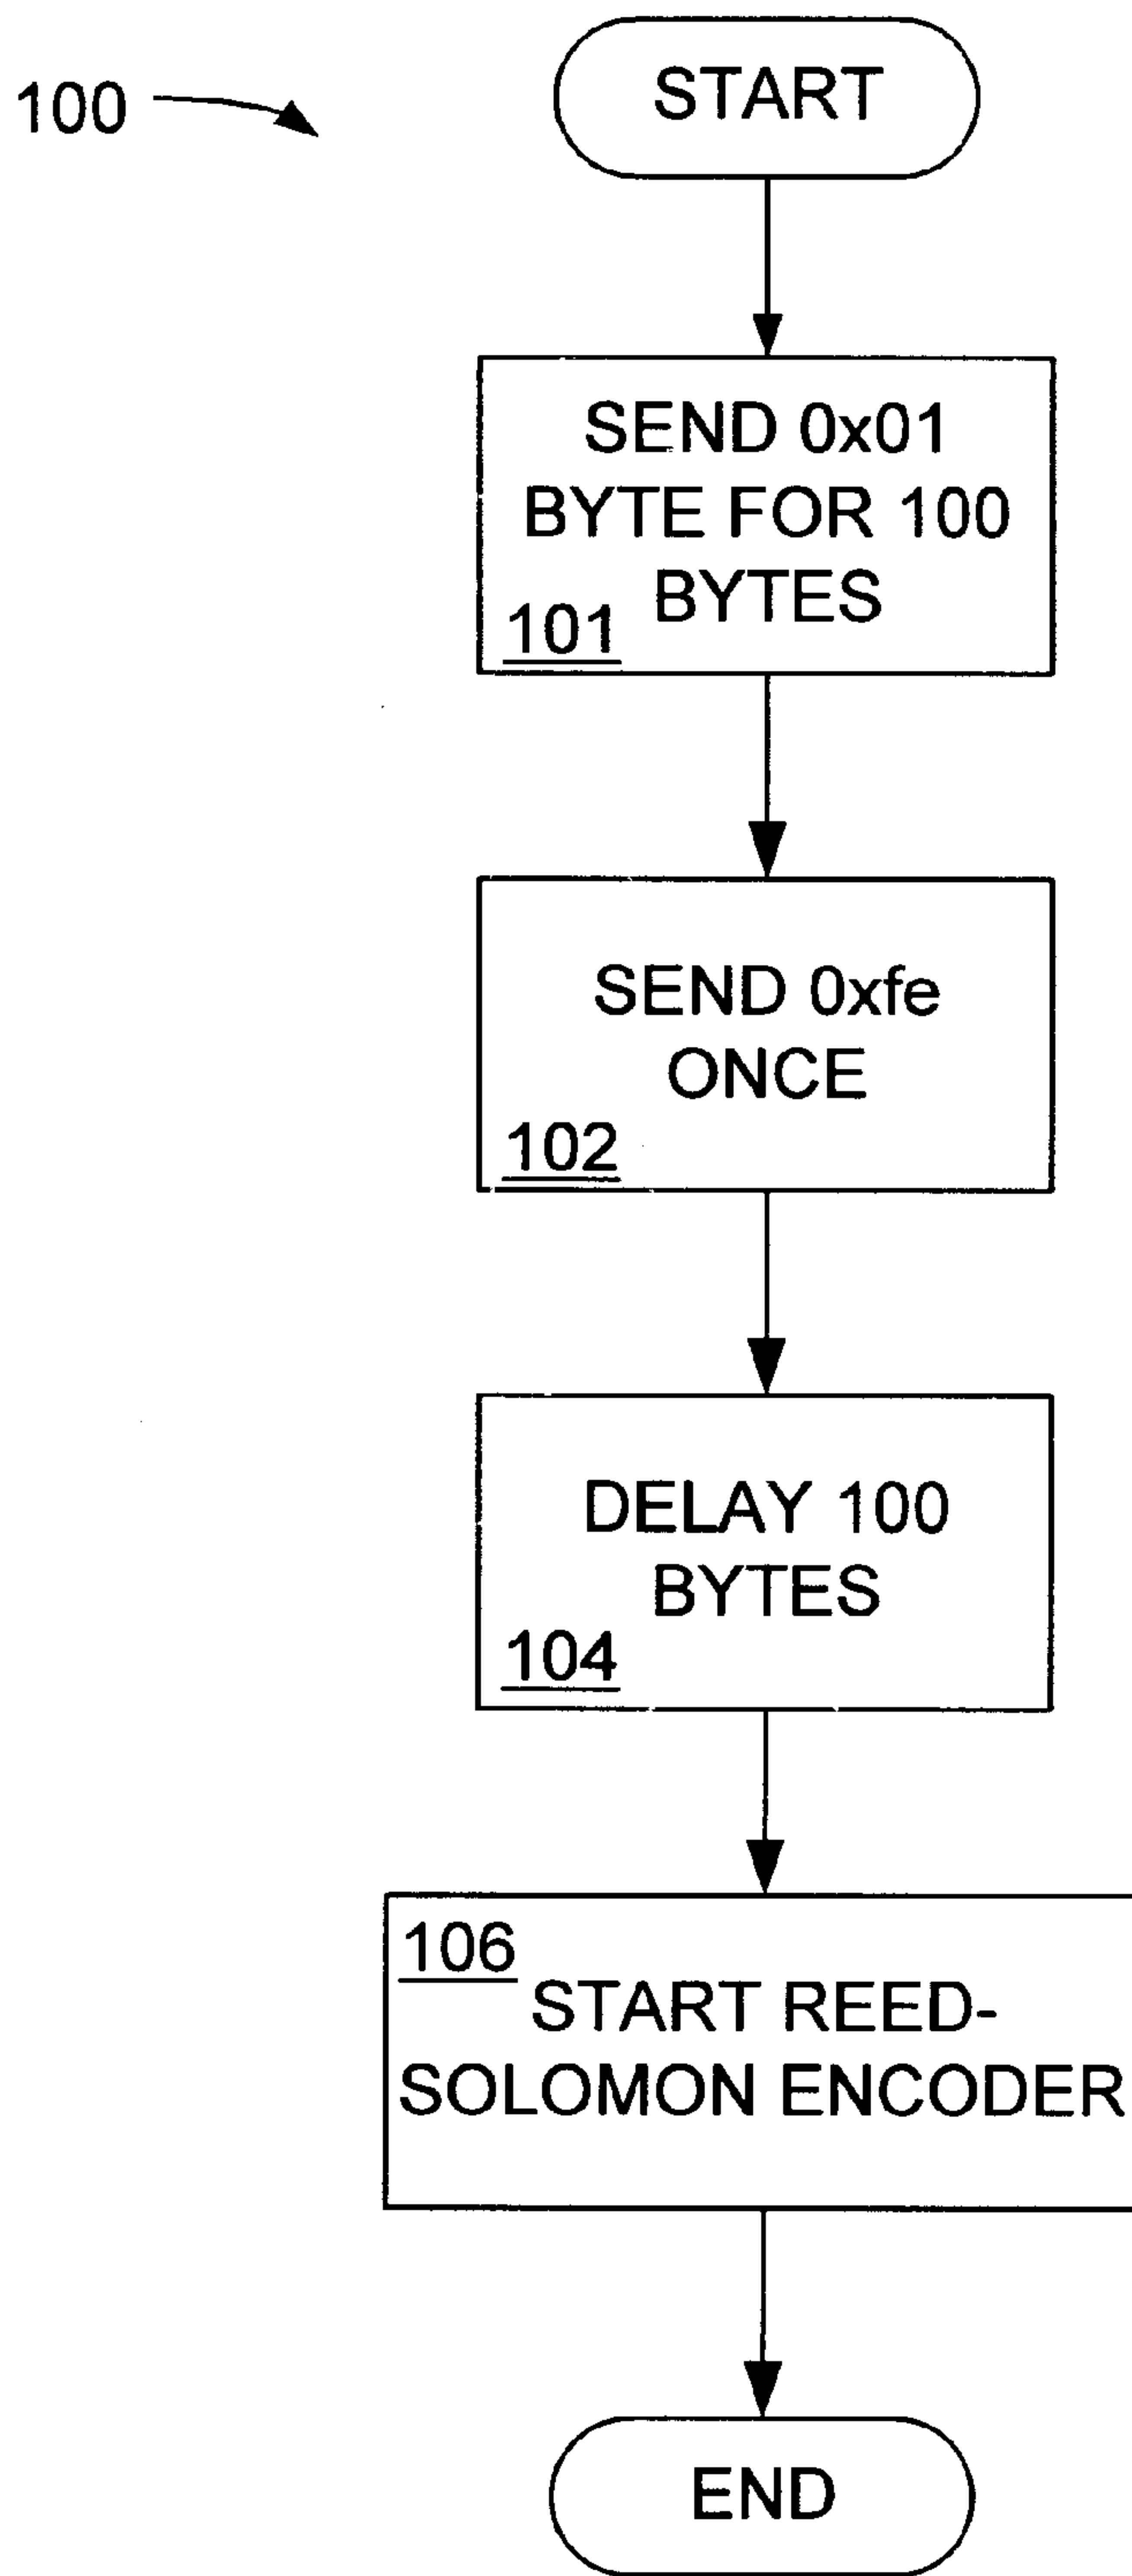 100
START
SEND 0x01
BYTE FOR 100
BYTES
101
SEND 0xfe
ONCE
102
DELAY 100
BYTES
104
106
START REED-
SOLOMON ENCODER
END